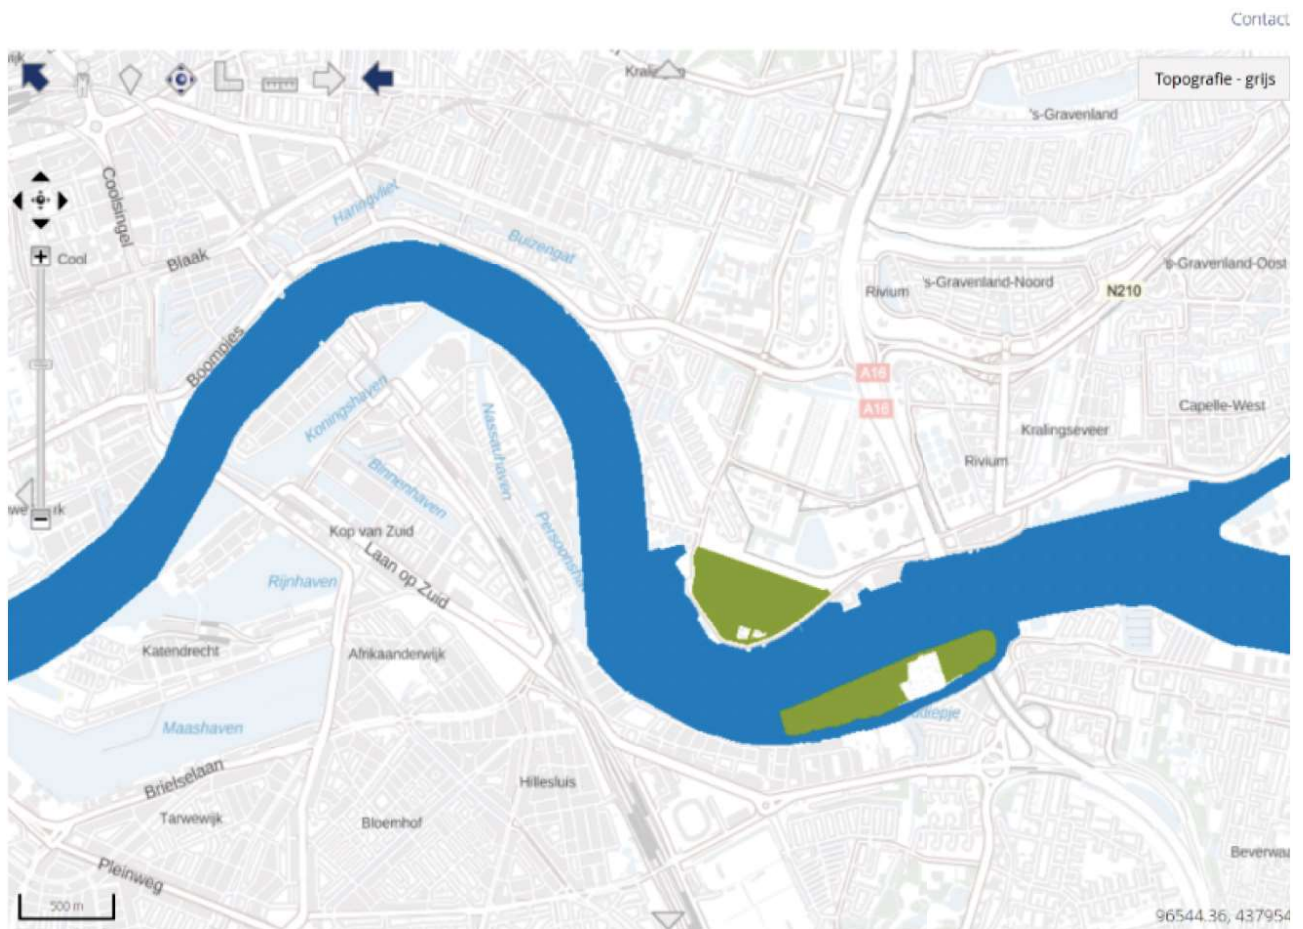 Contact
Topografie - grijs
's-Gravenland
Coolsingel
Haringvliet
Buizengat
Cool
Blaak
's-Gravenland-Oost
's-Gravenland-Noord
Rivium
N210
Boompjes
A16
A16
Koningshaven
Nassauhaven
Capelle-West
Kralingseveer
Rivium
Binnenhaven
Kop van Zuid
Laan op Zuid
Rijnhaven
Katendrecht
Afrikaanderwijk
Maashaven
Brielselaan
Hillesluis
Tarwewijk
Bloemhof
Pleinweg
500 m
96544.36, 437954